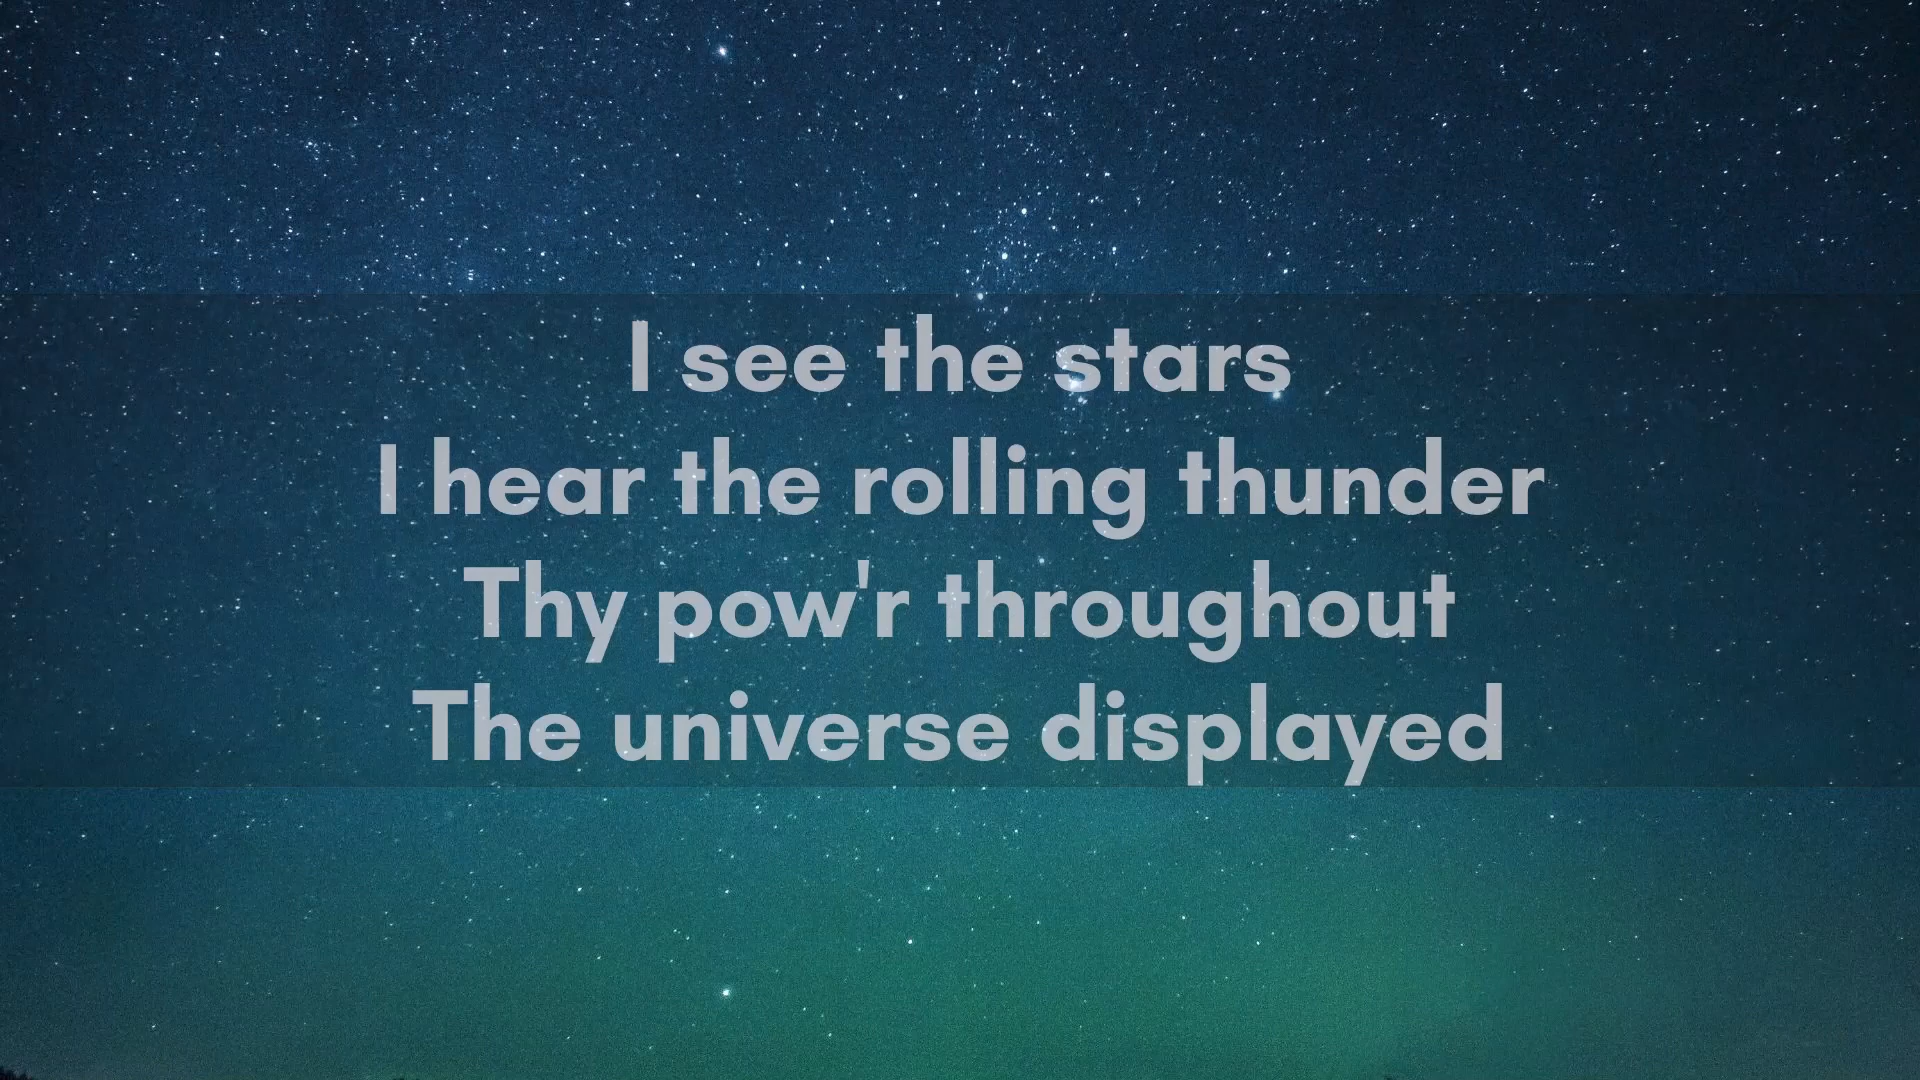 I see the stars
I hear the rolling thunder
Thy pow'r throughout
The universe displayed